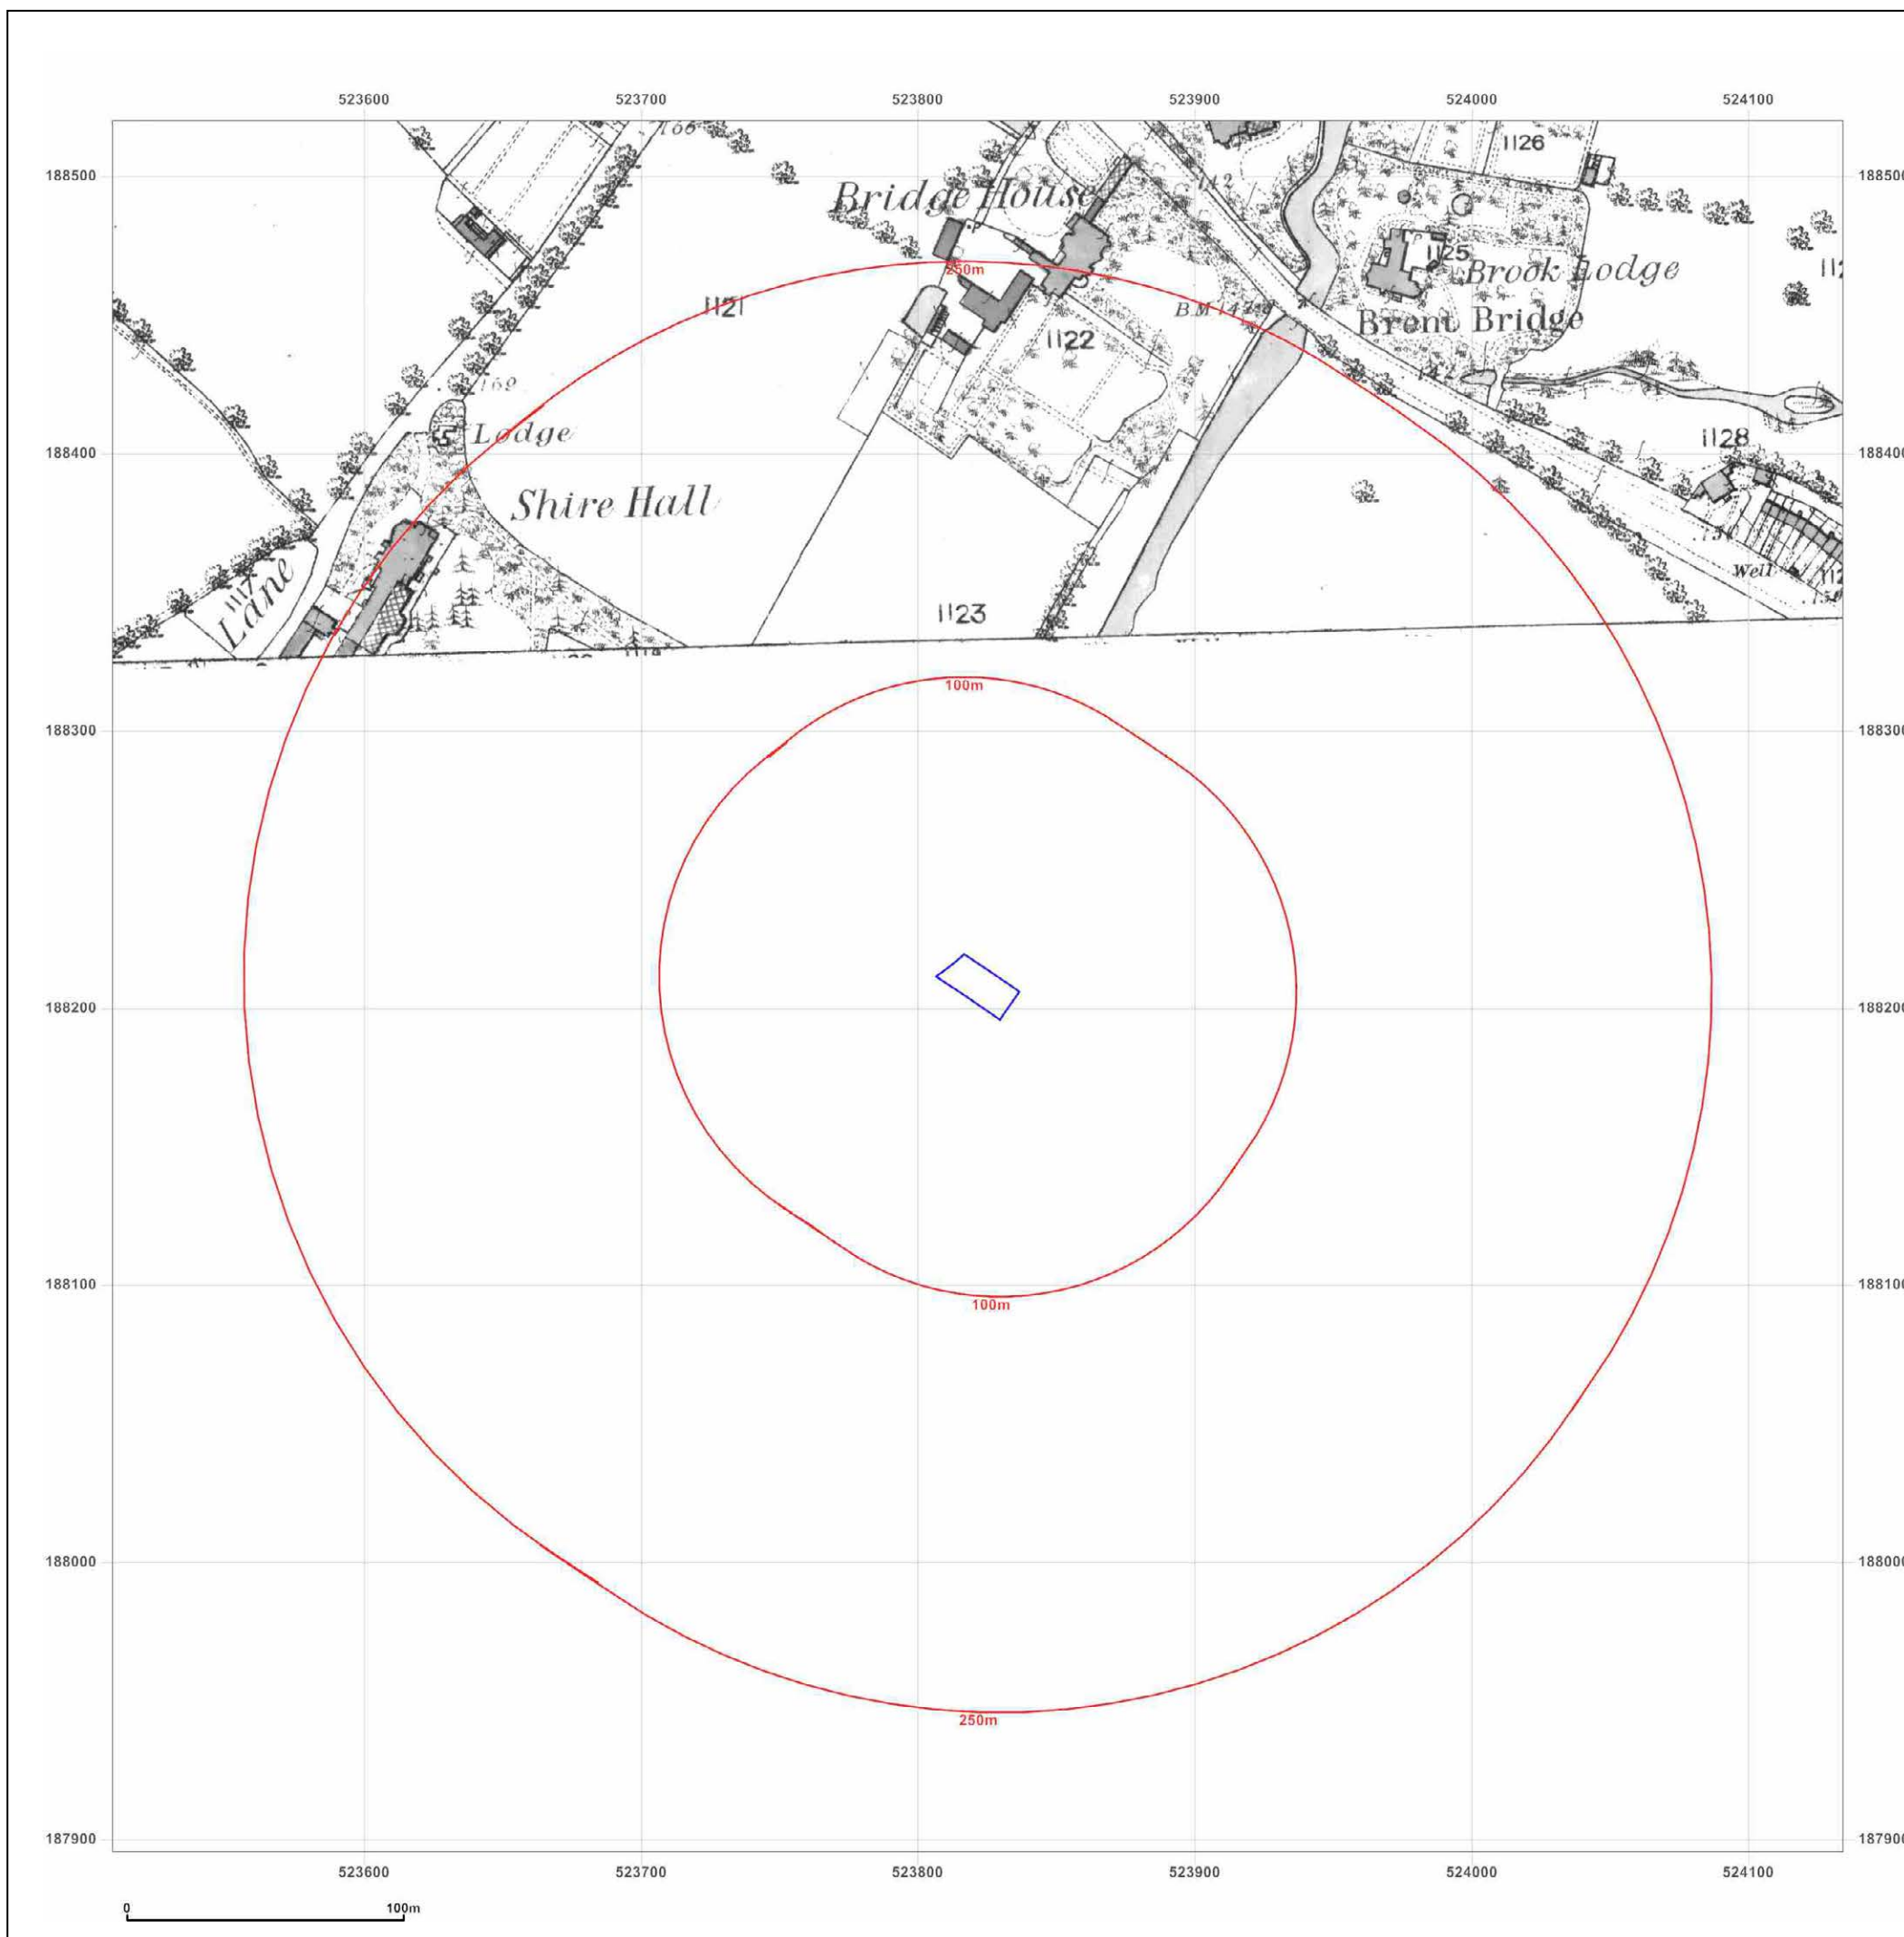 523600 523700 523800 523900 524000 524100
188500 188500
188400 188400
188300 188300
188200 188200
188100 188100
188000 188000
187900 187900
1126
Bridge House
1125
Brook Lodge
250m
1121
Brent Bridge
1122
Lodge
1128
Shire Hall
Well
1117
Lane
1123
100m
100m
250m
523600 523700 523800 523900 524000 524100
0 100m